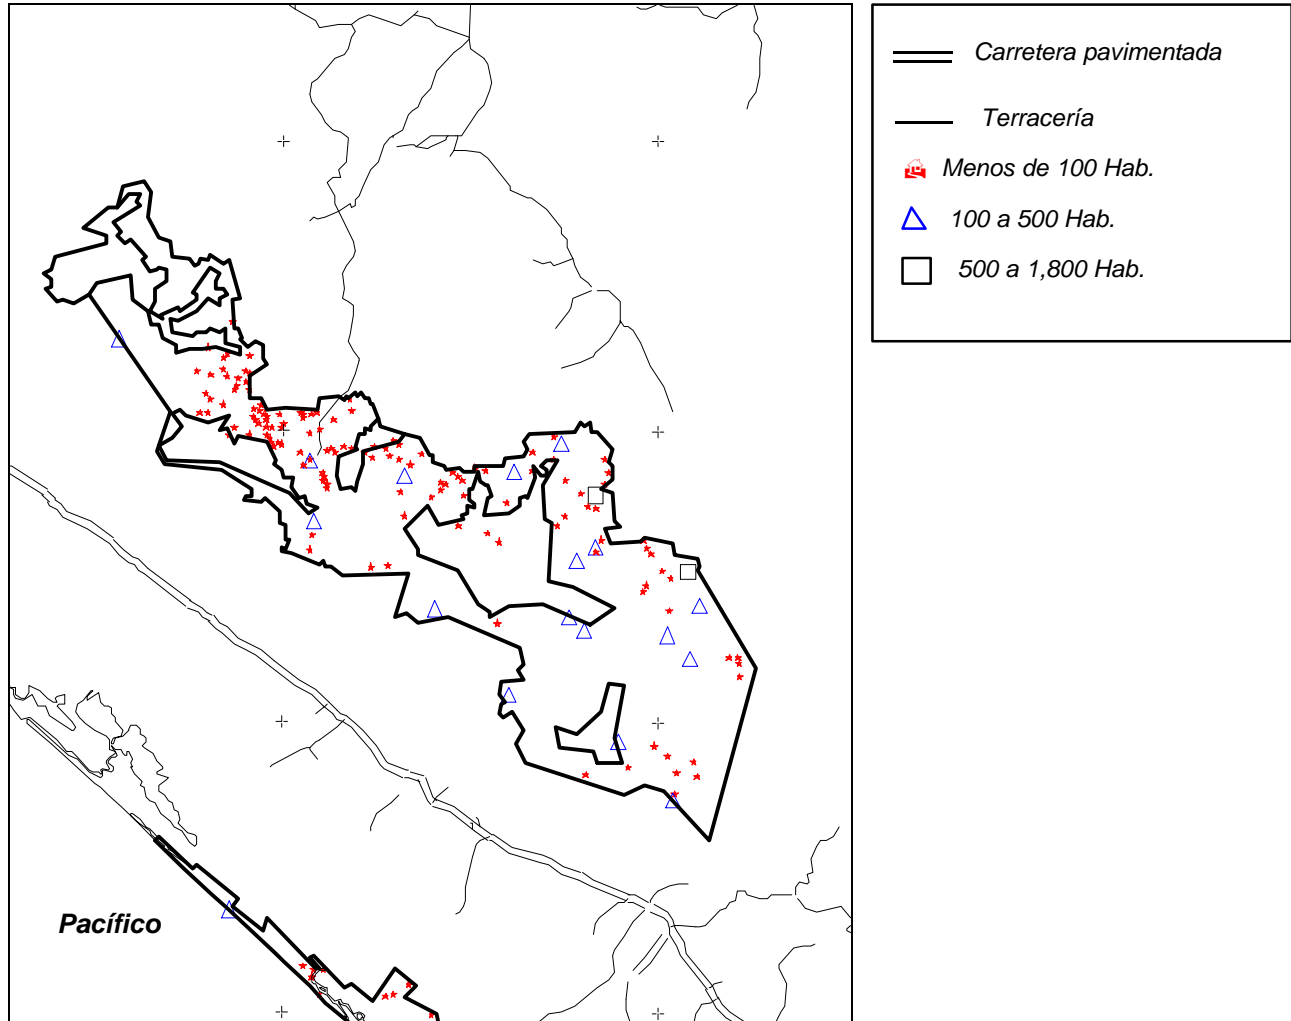 Carretera pavimentada
Terracería
Menos de 100 Hab.
100 a 500 Hab.
500 a 1,800 Hab.
Pacífico